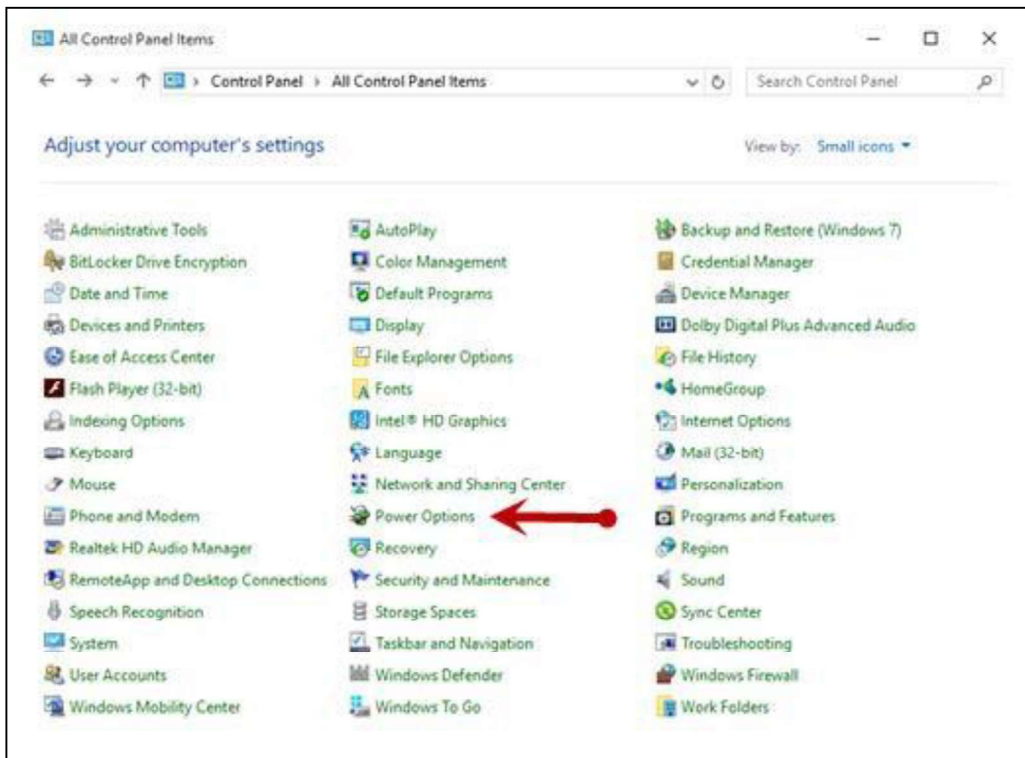 All Control Panel Items
Control Panel › All Control Panel Items Search Control Panel
Adjust your computer's settings View by: Small icons
Administrative Tools AutoPlay Backup and Restore (Windows 7)
BitLocker Drive Encryption Color Management Credential Manager
Date and Time Default Programs Device Manager
Devices and Printers Display Dolby Digital Plus Advanced Audio
Ease of Access Center File Explorer Options File History
Flash Player (32-bit) Fonts HomeGroup
Indexing Options Intel® HD Graphics Internet Options
Keyboard Language Mail (32-bit)
Mouse Network and Sharing Center Personalization
Phone and Modem Power Options Programs and Features
Realtek HD Audio Manager Recovery Region
RemoteApp and Desktop Connections Security and Maintenance Sound
Speech Recognition Storage Spaces Sync Center
System Taskbar and Navigation Troubleshooting
User Accounts Windows Defender Windows Firewall
Windows Mobility Center Windows To Go Work Folders